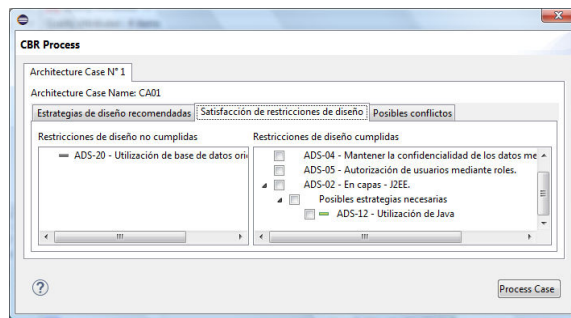 CBR Process
Architecture Case N° 1
Architecture Case Name: CA01
Estrategias de diseño recomendadas
Satisfacción de restricciones de diseño
Posibles conflictos
Restricciones de diseño no cumplidas
Restricciones de diseño cumplidas
ADS-20 - Utilización de base de datos orie
ADS-04 - Mantener la confidencialidad de los datos me
ADS-05 - Autorización de usuarios mediante roles.
ADS-02 - En capas - J2EE.
Posibles estrategias necesarias
ADS-12 - Utilización de Java
Process Case